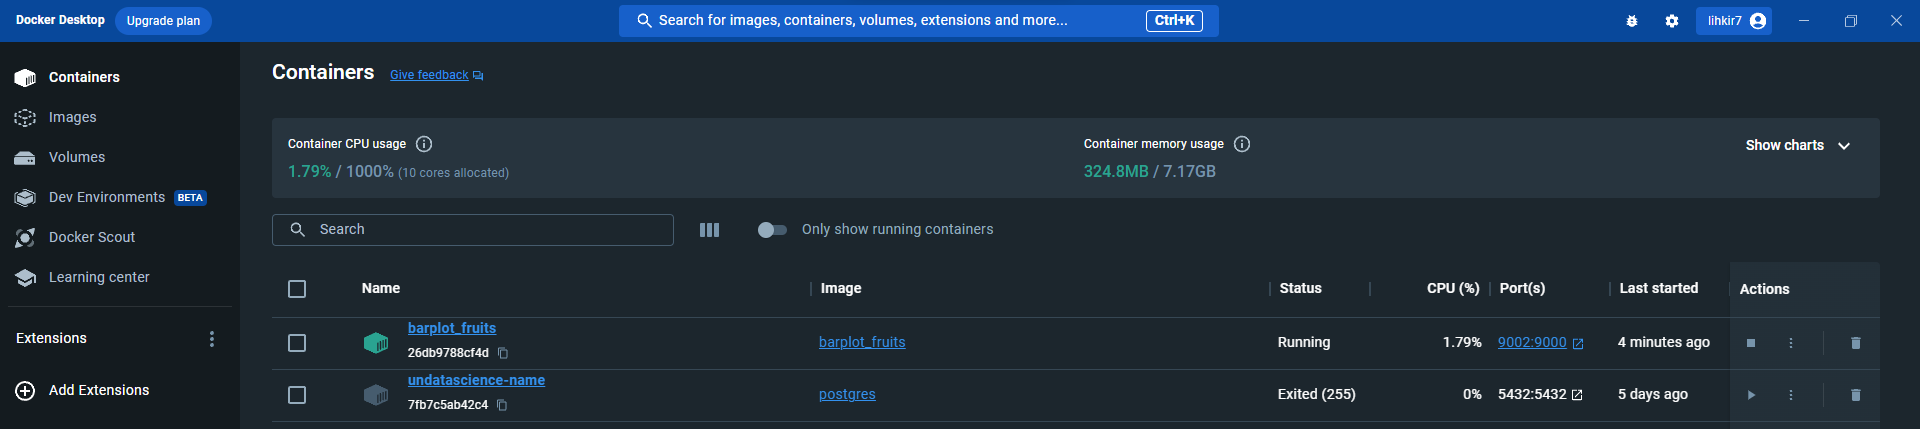 Docker Desktop Upgrade plan Search for images, containers, volumes, extensions and more... Ctrl+K lihkir7
Containers
Images
Volumes
Dev Environments BETA
Docker Scout
Learning center
Extensions
Add Extensions
Containers Give feedback
Container CPU usage
1.79% / 1000% (10 cores allocated)
Container memory usage
324.8MB / 7.17GB
Show charts
Search Only show running containers
Name Image Status CPU (%) Port(s) Last started Actions
barplot_fruits
26db9788cf4d
barplot_fruits Running 1.79% 9002:9000 4 minutes ago
undatascience-name
7fb7c5ab42c4
postgres Exited (255) 0% 5432:5432 5 days ago